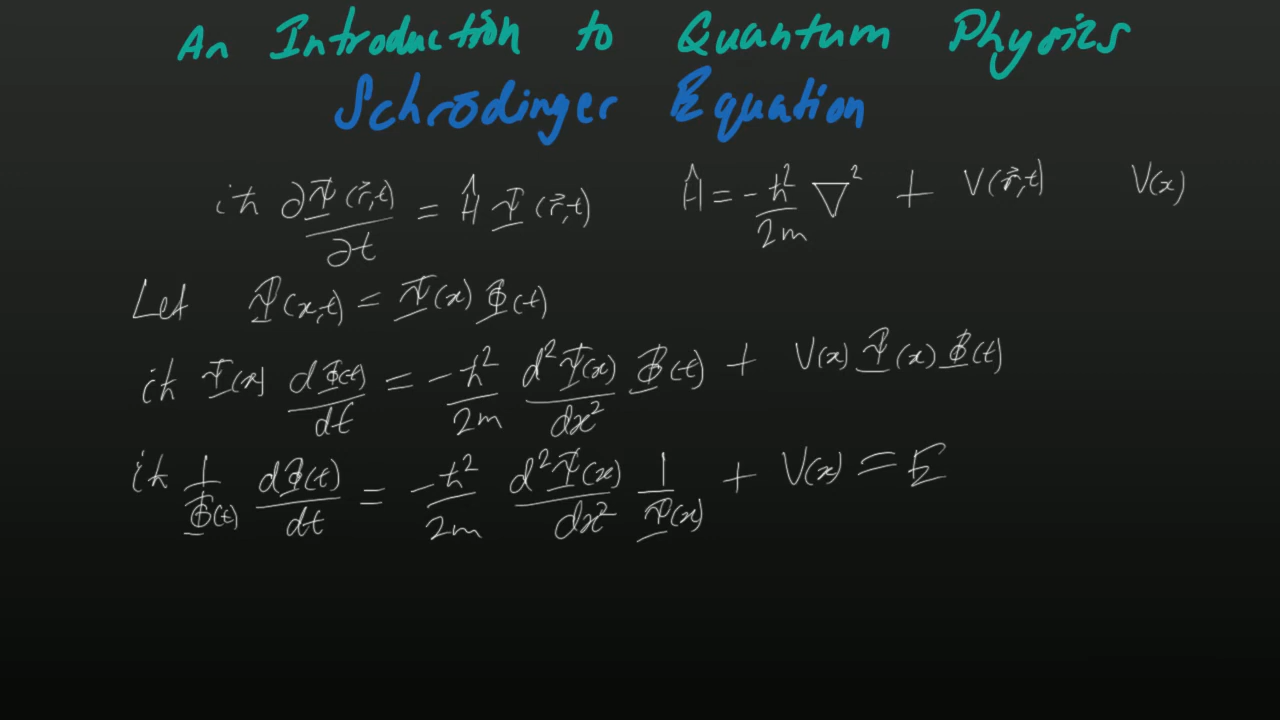 An Introduction to Quantum Physics
Schrödinger Equation
iħ ∂Ψ(r⃗,t)/∂t = Ĥ Ψ(r⃗,t) Ĥ = -ħ²/2m ∇² + V(r⃗,t) V(x)
Let Ψ(x,t) = Ψ(x) Φ(t)
iħ Ψ(x) dΦ(t)/dt = -ħ²/2m d²Ψ(x)/dx² Φ(t) + V(x) Ψ(x) Φ(t)
iħ 1/Φ(t) dΦ(t)/dt = -ħ²/2m d²Ψ(x)/dx² 1/Ψ(x) + V(x) = E